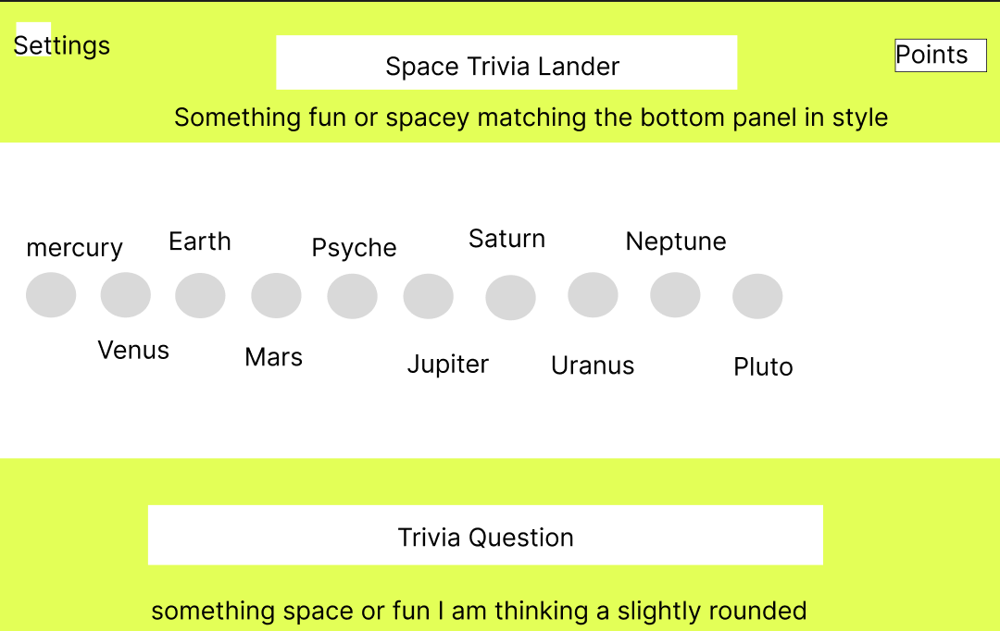 Settings
Space Trivia Lander
Points
Something fun or spacey matching the bottom panel in style
mercury
Earth
Psyche
Saturn
Neptune
Venus
Mars
Jupiter
Uranus
Pluto
Trivia Question
something space or fun I am thinking a slightly rounded